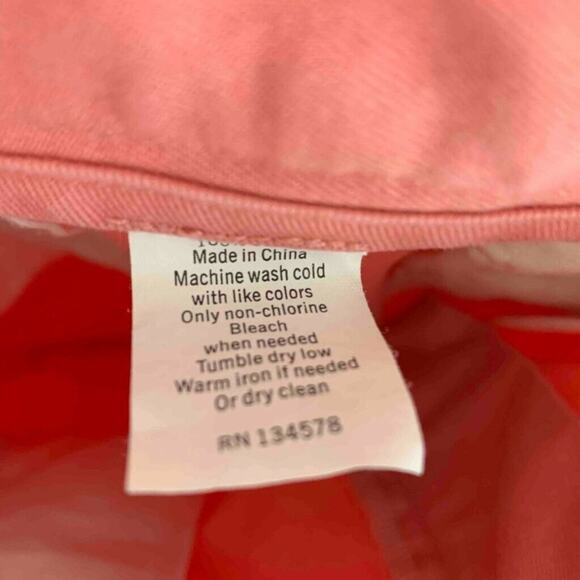 Made in China
Machine wash cold
with like colors
Only non-chlorine
Bleach
when needed
Tumble dry low
Warm iron if needed
Or dry clean
RN 134578